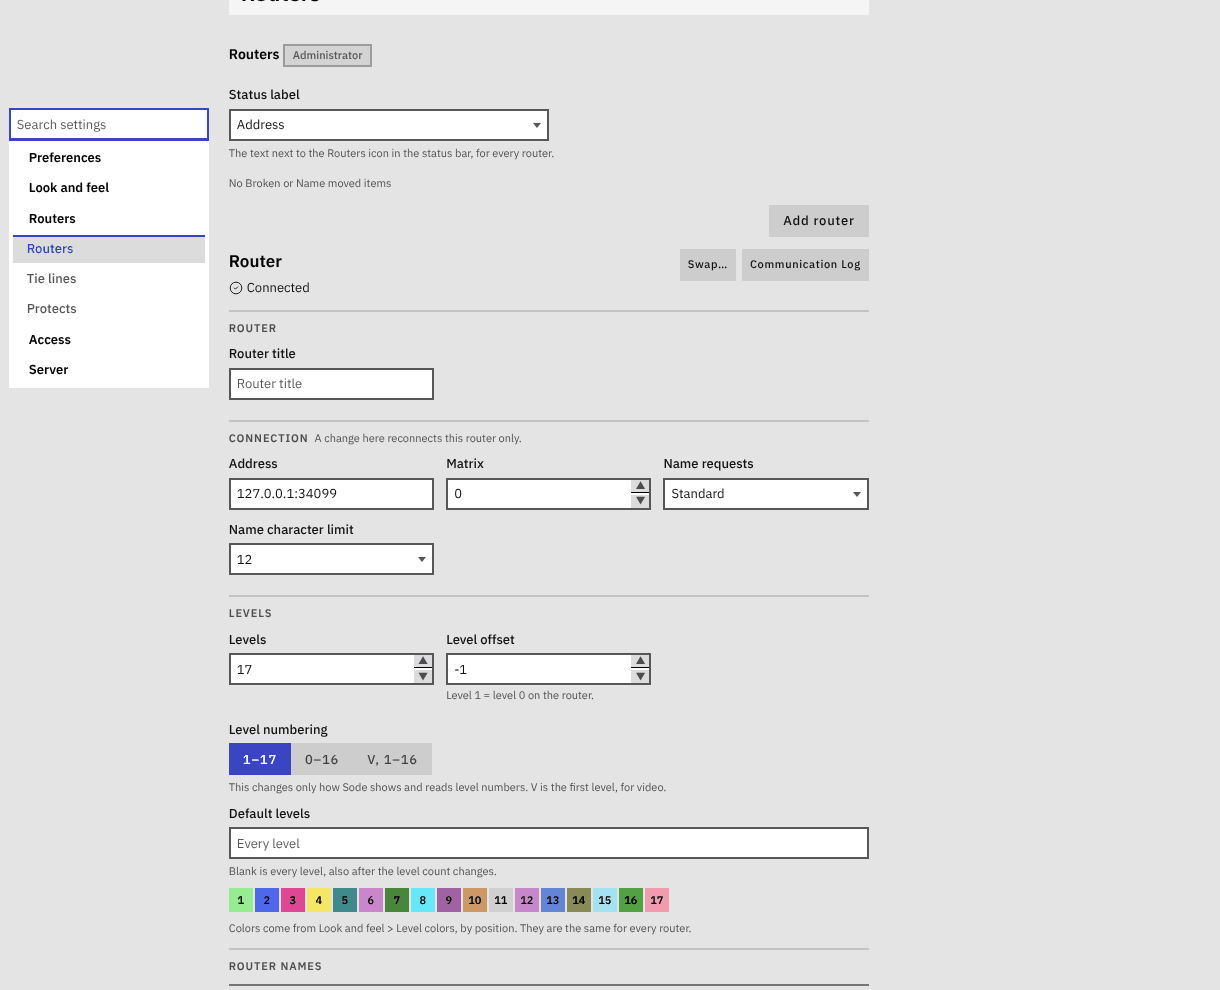 Routers
Routers Administrator
Status label
Search settings
Address
The text next to the Routers icon in the status bar, for every router.
Preferences
Look and feel
Routers
Routers
Tie lines
Protects
Access
Server
No Broken or Name moved items
Add router
Router
Swap... Communication Log
Connected
ROUTER
Router title
Router title
CONNECTION A change here reconnects this router only.
Address Matrix Name requests
127.0.0.1:34099 0 Standard
Name character limit
12
LEVELS
Levels Level offset
17 -1
Level 1 = level 0 on the router.
Level numbering
1–17 0–16 V, 1–16
This changes only how Sode shows and reads level numbers. V is the first level, for video.
Default levels
Every level
Blank is every level, also after the level count changes.
1 2 3 4 5 6 7 8 9 10 11 12 13 14 15 16 17
Colors come from Look and feel > Level colors, by position. They are the same for every router.
ROUTER NAMES